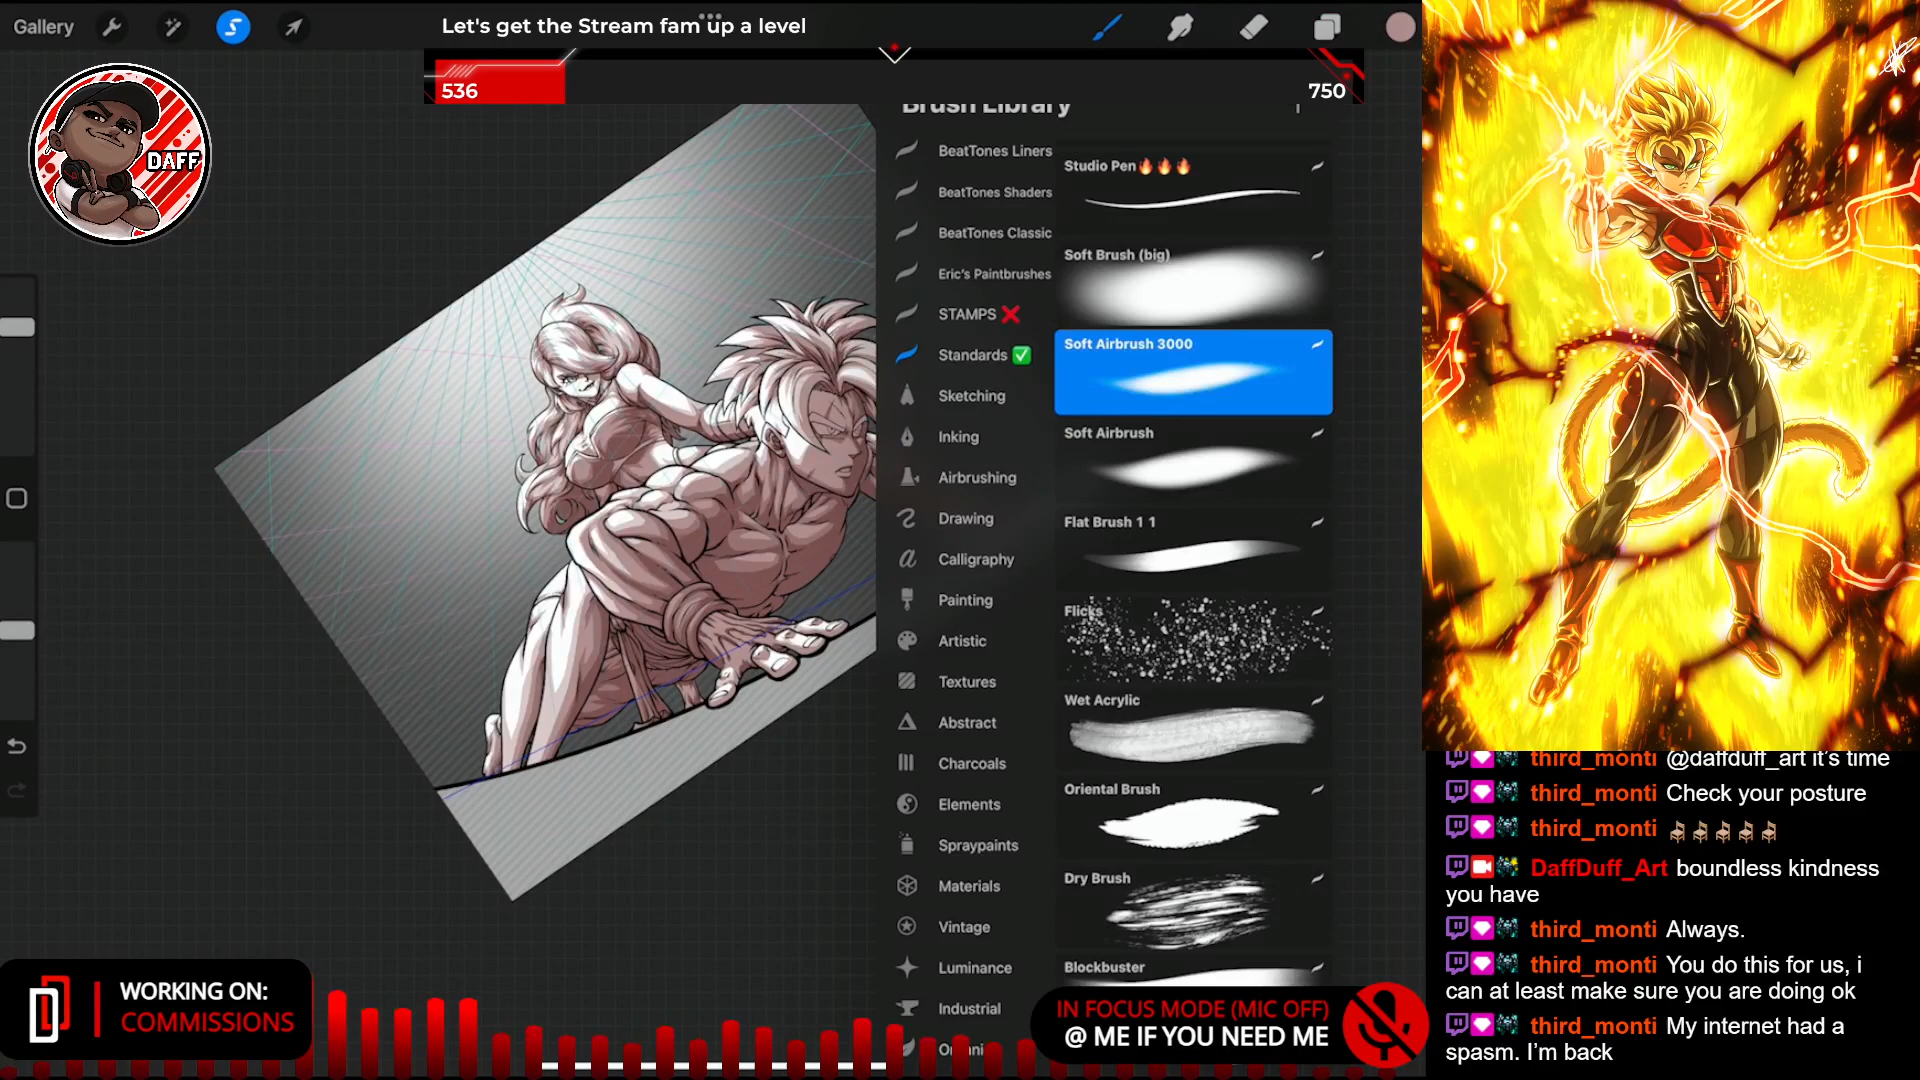 Gallery
Let's get the Stream fam up a level
536
750
DAFF
Brush Library
BeatTones Liners
BeatTones Shaders
BeatTones Classic
Eric's Paintbrushes
STAMPS ❌
Standards ✅
Sketching
Inking
Airbrushing
Drawing
Calligraphy
Painting
Artistic
Textures
Abstract
Charcoals
Elements
Spraypaints
Materials
Vintage
Luminance
Industrial
Studio Pen🔥🔥🔥
Soft Brush (big)
Soft Airbrush 3000
Soft Airbrush
Flat Brush 1 1
Flicks
Wet Acrylic
Oriental Brush
Dry Brush
Blockbuster
WORKING ON:
COMMISSIONS
IN FOCUS MODE (MIC OFF)
@ ME IF YOU NEED ME
third_monti @daffduff_art it's time
third_monti Check your posture
third_monti 🪑🪑🪑🪑🪑
DaffDuff_Art boundless kindness
you have
third_monti Always.
third_monti You do this for us, i
can at least make sure you are doing ok
third_monti My internet had a
spasm. I'm back